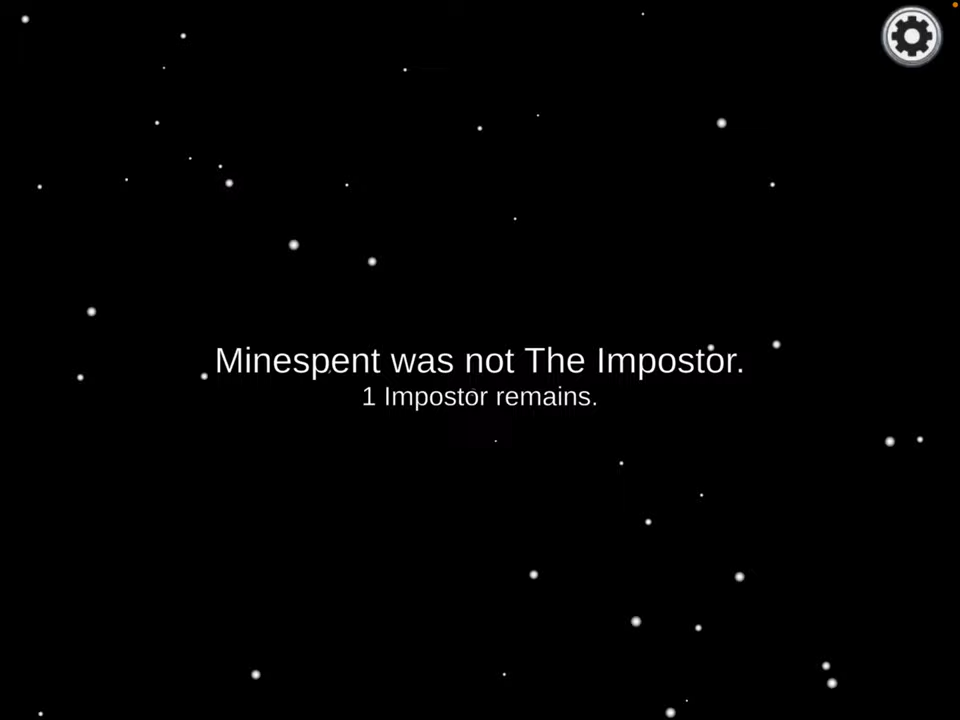 Minespent was not The Impostor.
1 Impostor remains.